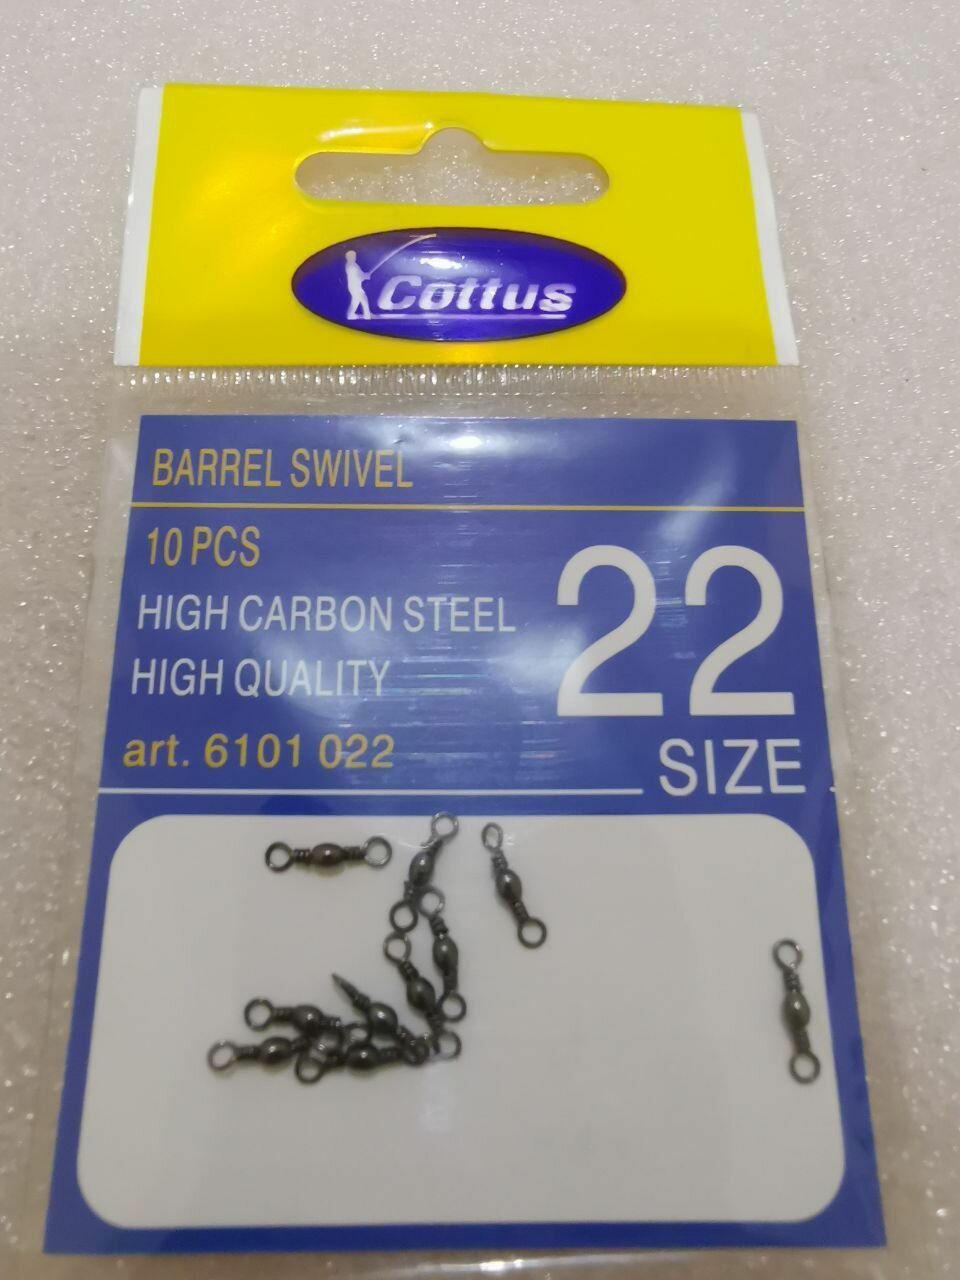 Cottus
BARREL SWIVEL
10 PCS
HIGH CARBON STEEL
HIGH QUALITY
art. 6101 022
22
SIZE